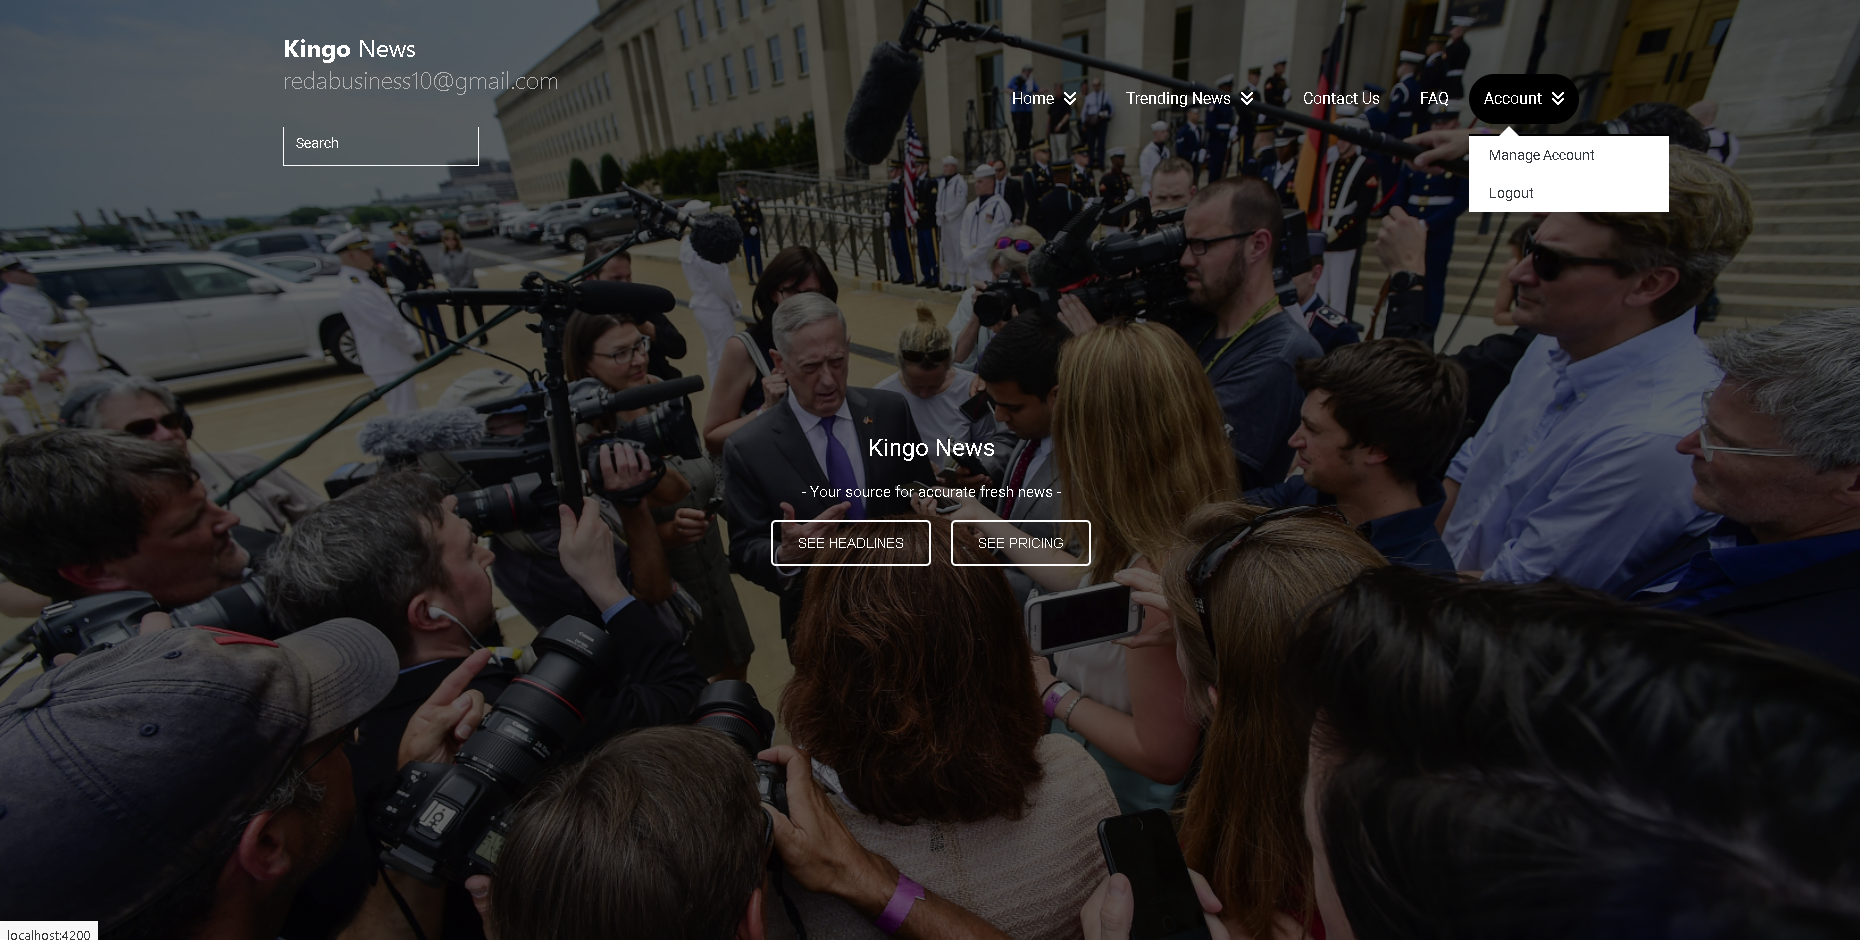 Kingo News
redabusiness10@gmail.com
Search
Home
Trending News
Contact Us
FAQ
Account
Manage Account
Logout
Kingo News
- Your source for accurate fresh news -
SEE HEADLINES
SEE PRICING
Canon
localhost:4200